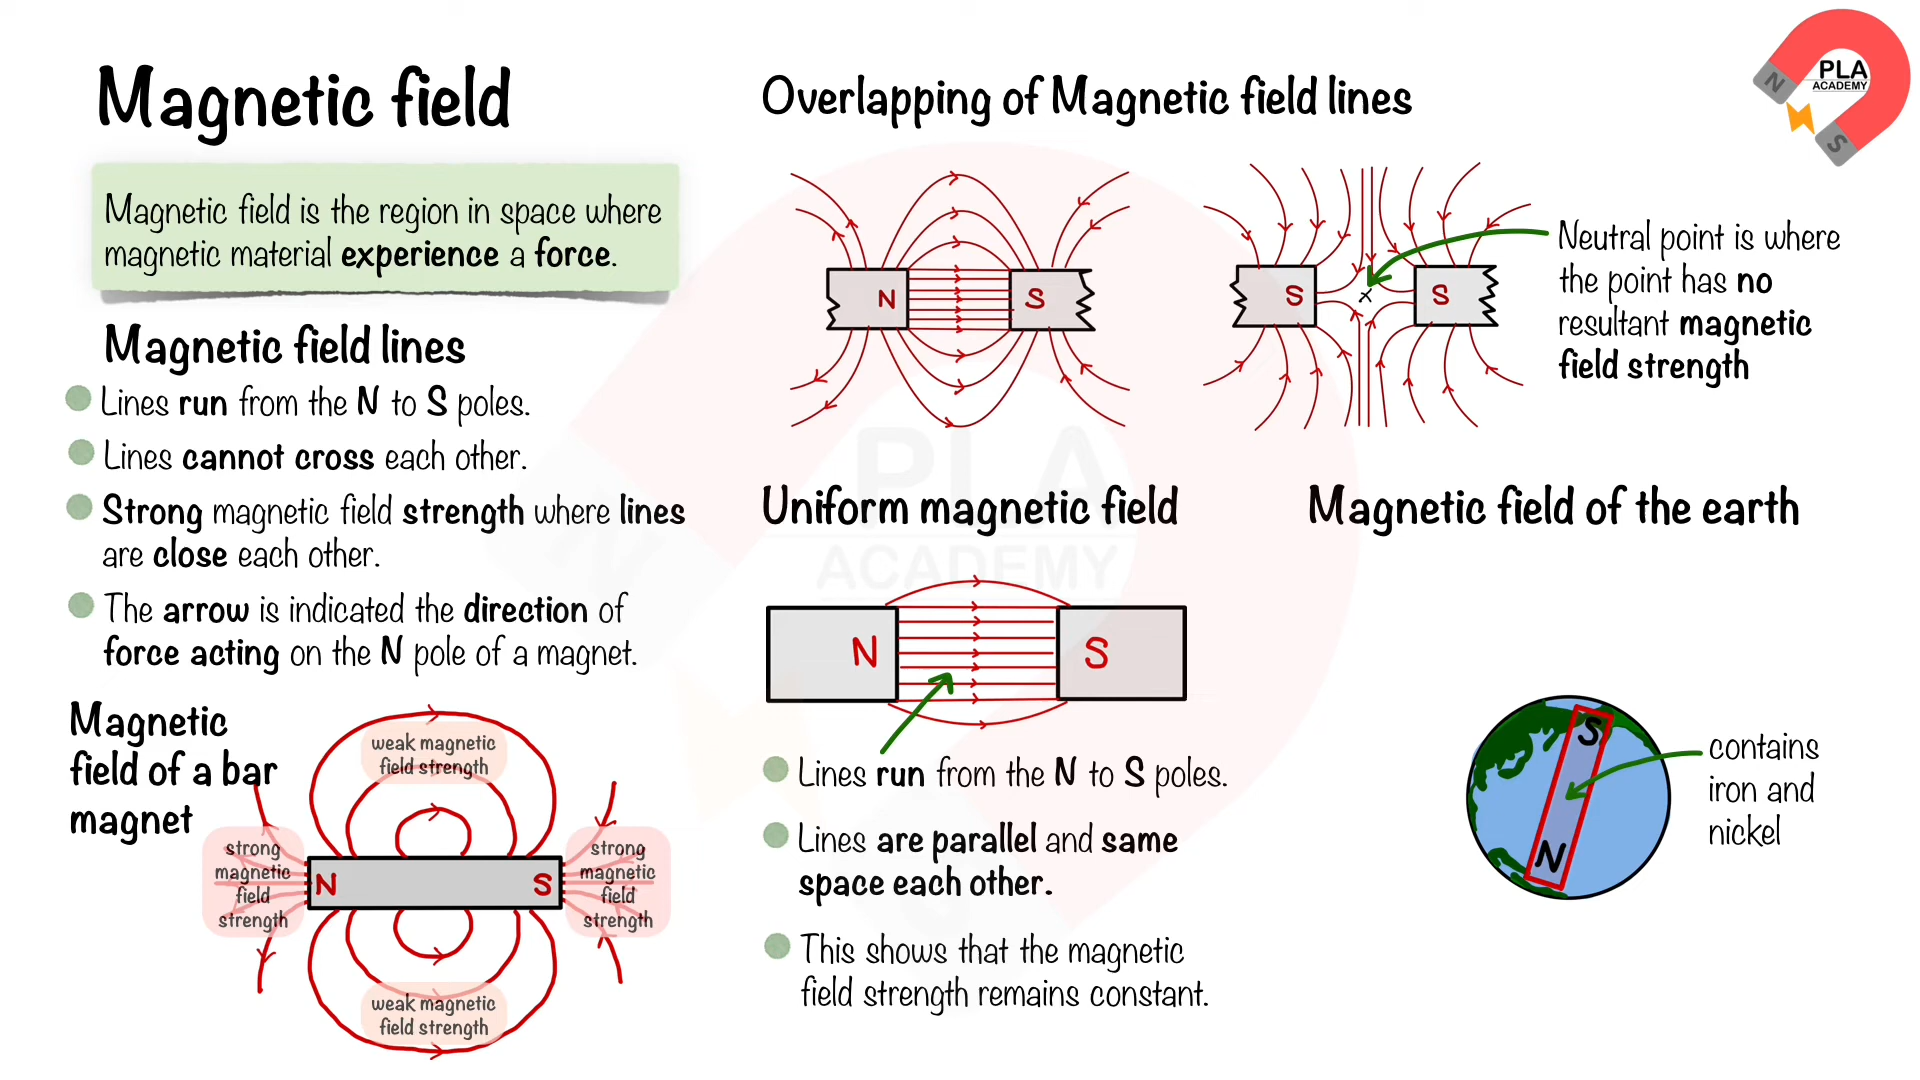 Magnetic field
Magnetic field is the region in space where
magnetic material experience a force.
Magnetic field lines
Lines run from the N to S poles.
Lines cannot cross each other.
Strong magnetic field strength where lines
are close each other.
The arrow is indicated the direction of
force acting on the N pole of a magnet.
Magnetic
field of a bar
magnet
weak magnetic
field strength
strong
magnetic
field
strength
N
S
strong
magnetic
field
strength
weak magnetic
field strength
Overlapping of Magnetic field lines
N
S
S
S
Neutral point is where
the point has no
resultant magnetic
field strength
Uniform magnetic field
N
S
Lines run from the N to S poles.
Lines are parallel and same
space each other.
This shows that the magnetic
field strength remains constant.
Magnetic field of the earth
S
N
contains
iron and
nickel
PLA
ACADEMY
N
S
PLA
ACADEMY
N